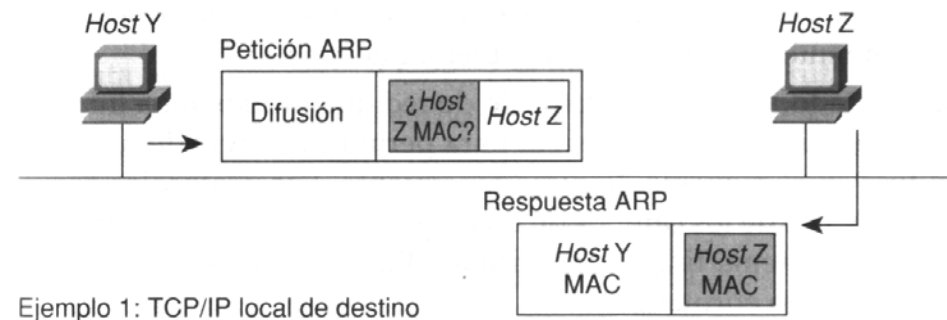 Host Y
Host Z
Petición ARP
Difusión
¿Host
Z MAC?
Host Z
Respuesta ARP
Host Y
MAC
Host Z
MAC
Ejemplo 1: TCP/IP local de destino